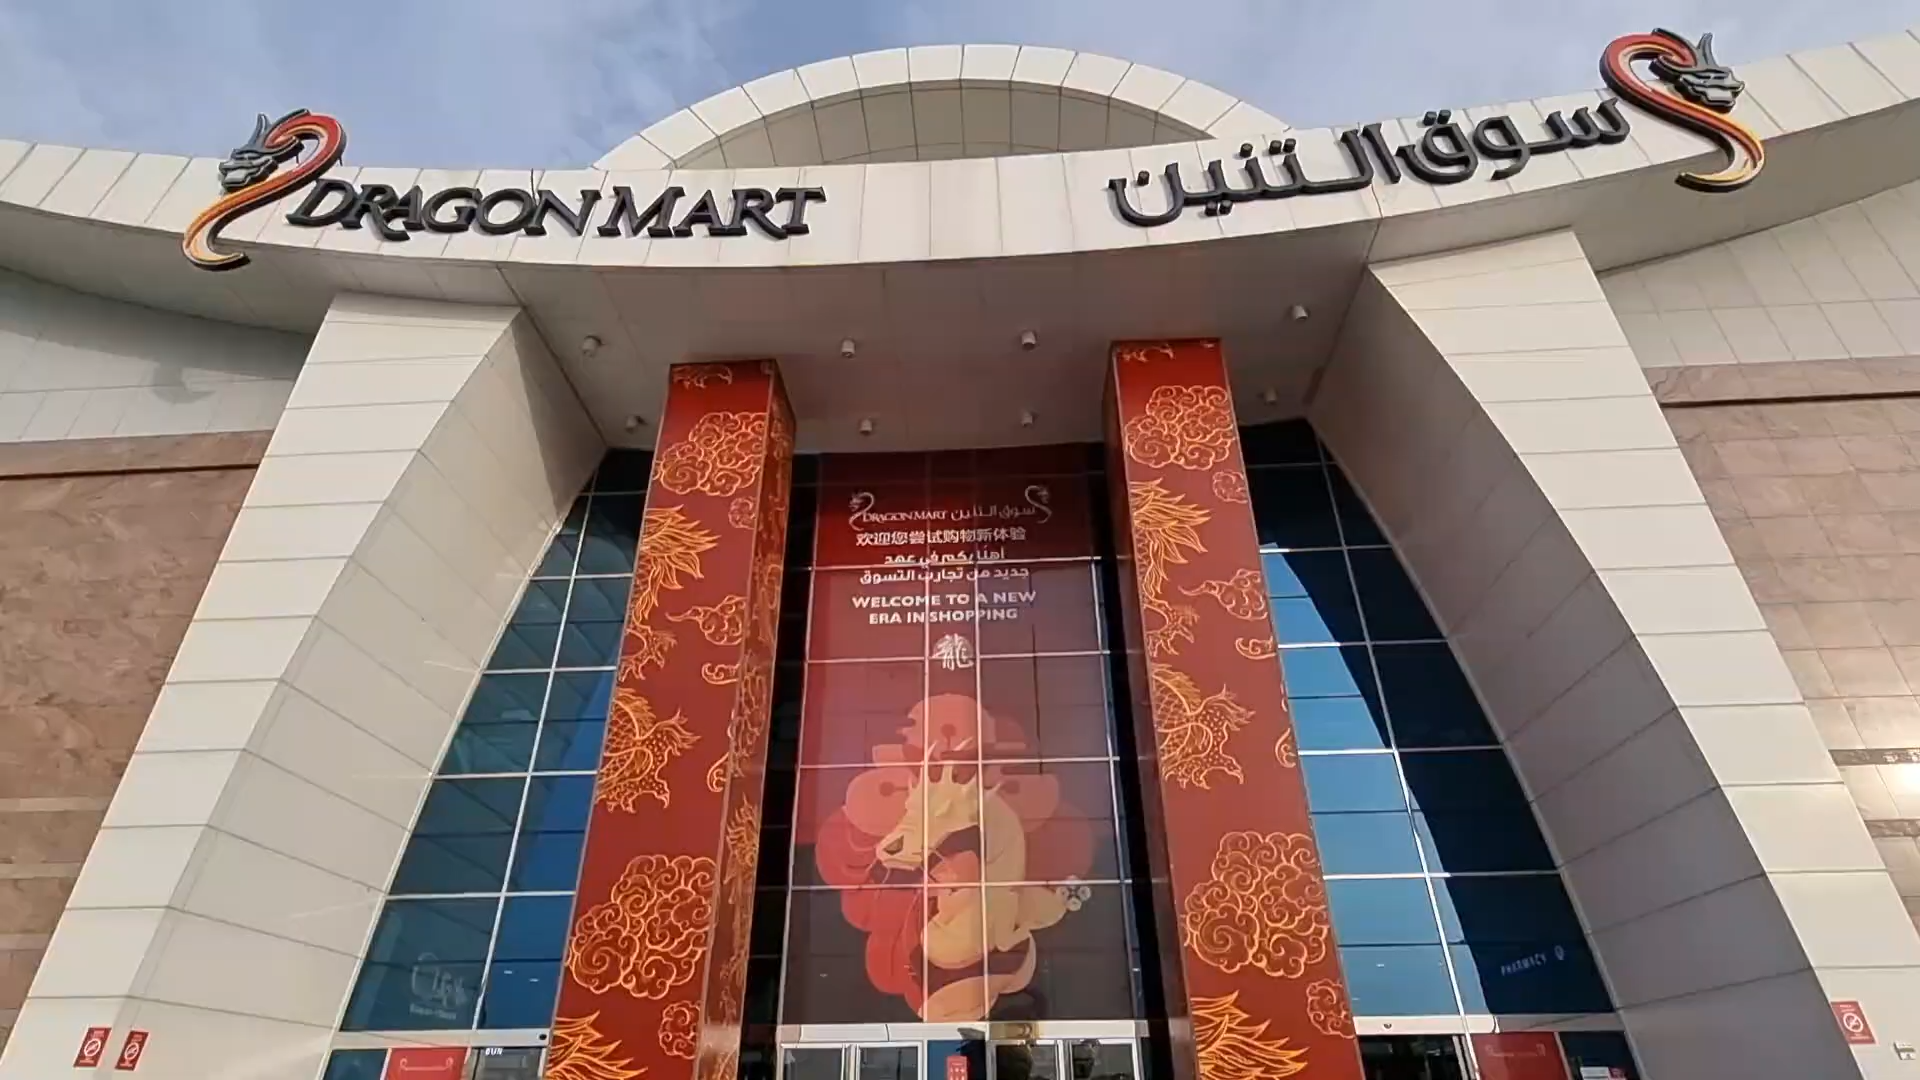 DRAGON MART
سوق التنين
DRAGON MART سوق التنين
欢迎您尝试购物新体验
أهلًا بكم في عهد
جديد من تجارب التسوق
WELCOME TO A NEW
ERA IN SHOPPING
龍
PHARMACY